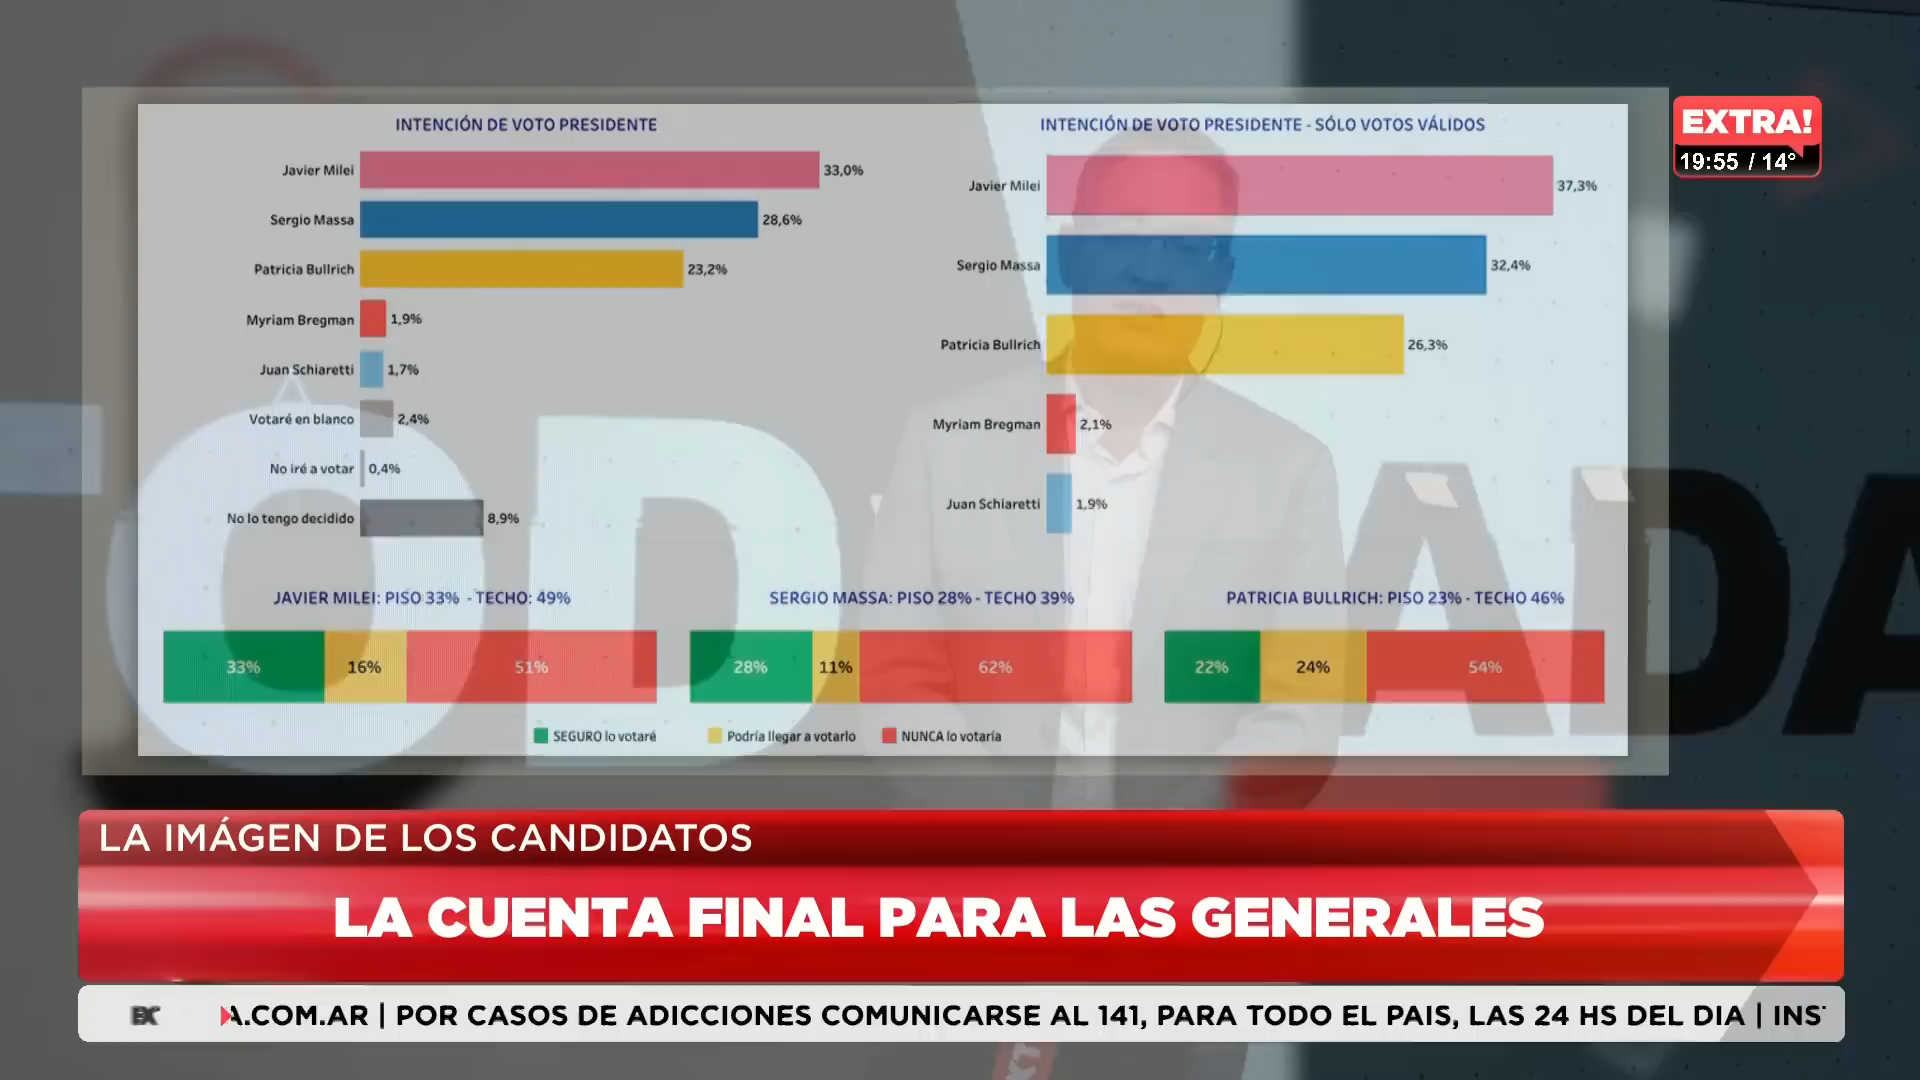 INTENCIÓN DE VOTO PRESIDENTE
Javier Milei 33,0%
Sergio Massa 28,6%
Patricia Bullrich 23,2%
Myriam Bregman 1,9%
Juan Schiaretti 1,7%
Votaré en blanco 2,4%
No iré a votar 0,4%
No lo tengo decidido 8,9%
INTENCIÓN DE VOTO PRESIDENTE - SÓLO VOTOS VÁLIDOS
Javier Milei 37,3%
Sergio Massa 32,4%
Patricia Bullrich 26,3%
Myriam Bregman 2,1%
Juan Schiaretti 1,9%
EXTRA!
19:55 / 14°
JAVIER MILEI: PISO 33% - TECHO: 49%
33% 16% 51%
SERGIO MASSA: PISO 28% - TECHO 39%
28% 11% 62%
PATRICIA BULLRICH: PISO 23% - TECHO 46%
22% 24% 54%
SEGURO lo votaré Podría llegar a votarlo NUNCA lo votaría
LA IMÁGEN DE LOS CANDIDATOS
LA CUENTA FINAL PARA LAS GENERALES
A.COM.AR | POR CASOS DE ADICCIONES COMUNICARSE AL 141, PARA TODO EL PAIS, LAS 24 HS DEL DIA | INS